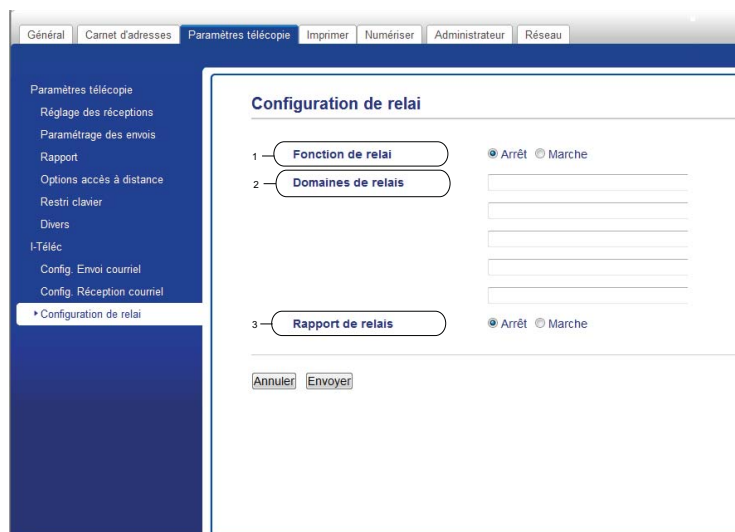 Général Carnet d'adresses Paramètres télécopie Imprimer Numériser Administrateur Réseau
Paramètres télécopie
Réglage des réceptions
Paramétrage des envois
Rapport
Options accès à distance
Restri clavier
Divers
I-Téléc
Config. Envoi courriel
Config. Réception courriel
Configuration de relai
Configuration de relai
1 Fonction de relai Arrêt Marche
2 Domaines de relais
3 Rapport de relais Arrêt Marche
Annuler Envoyer